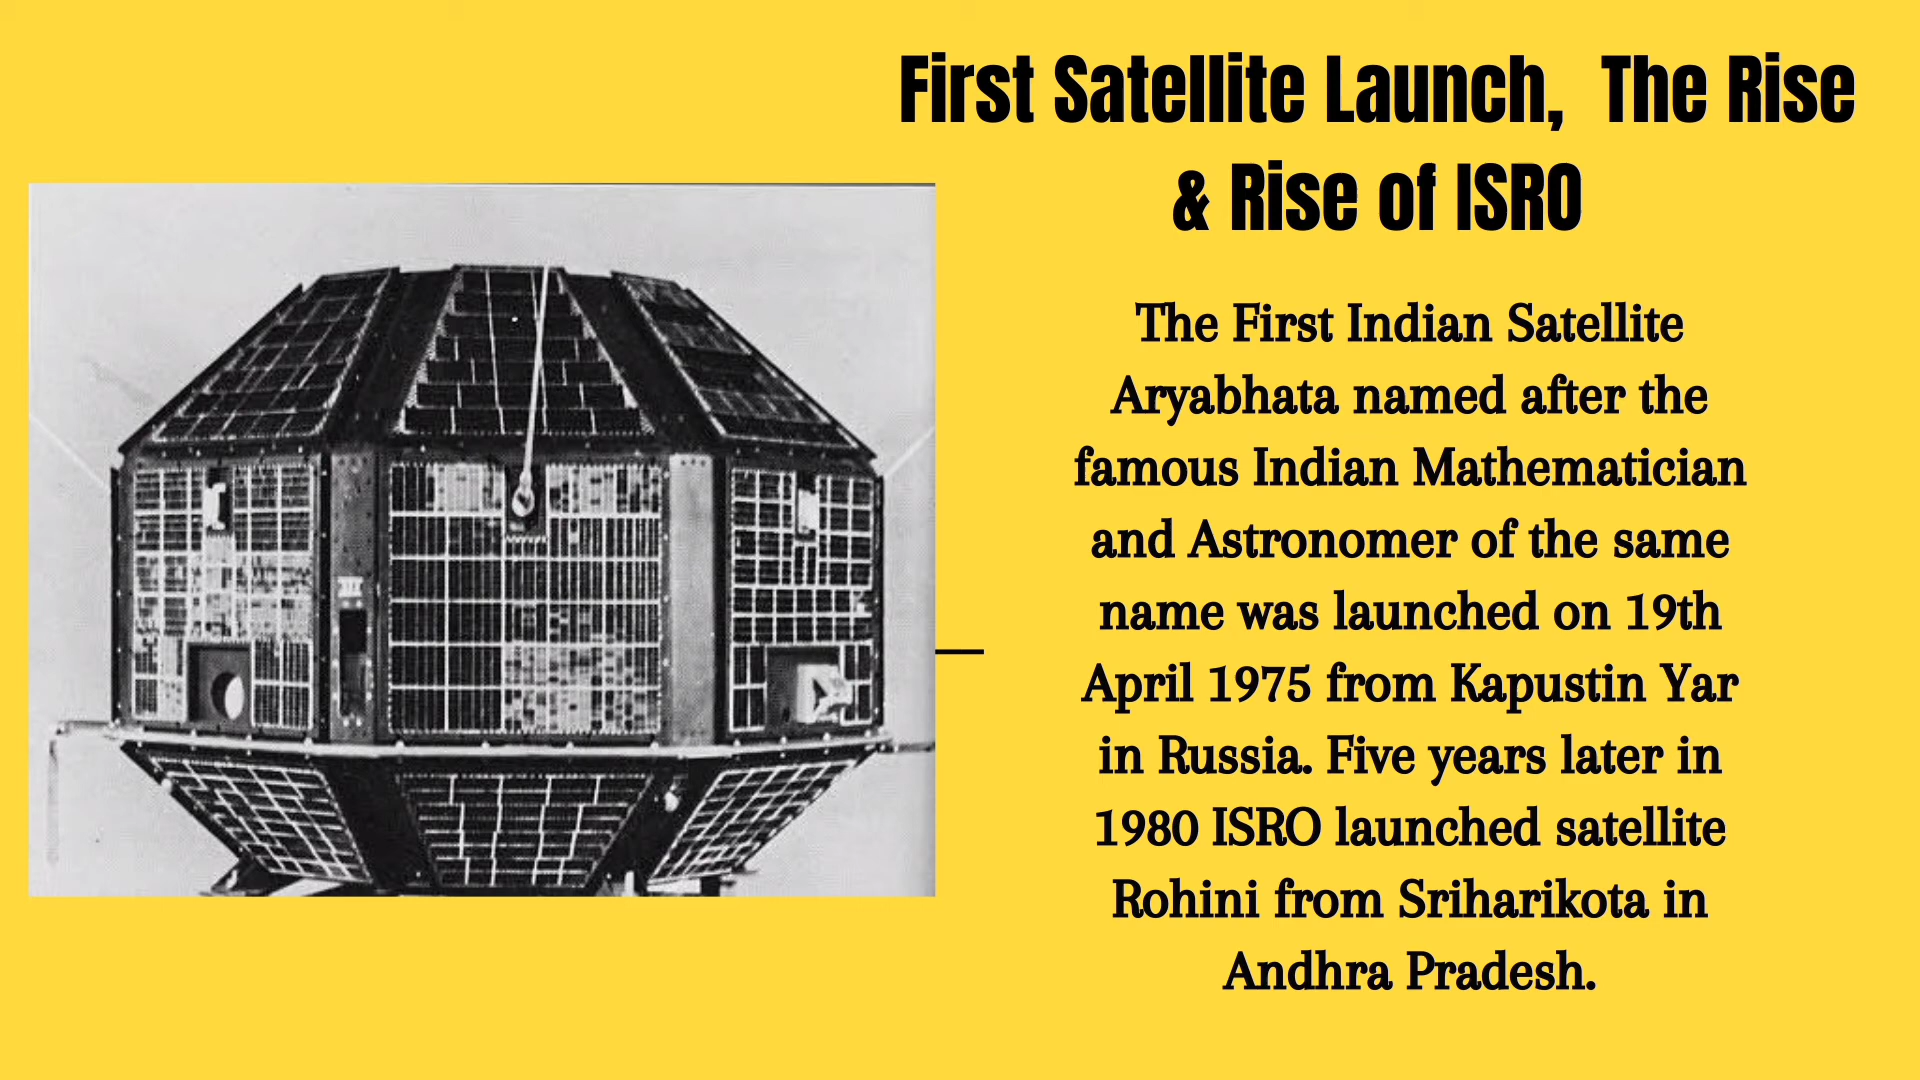 First Satellite Launch,  The Rise
& Rise of ISRO
The First Indian Satellite
Aryabhata named after the
famous Indian Mathematician
and Astronomer of the same
name was launched on 19th
April 1975 from Kapustin Yar
in Russia. Five years later in
1980 ISRO launched satellite
Rohini from Sriharikota in
Andhra Pradesh.